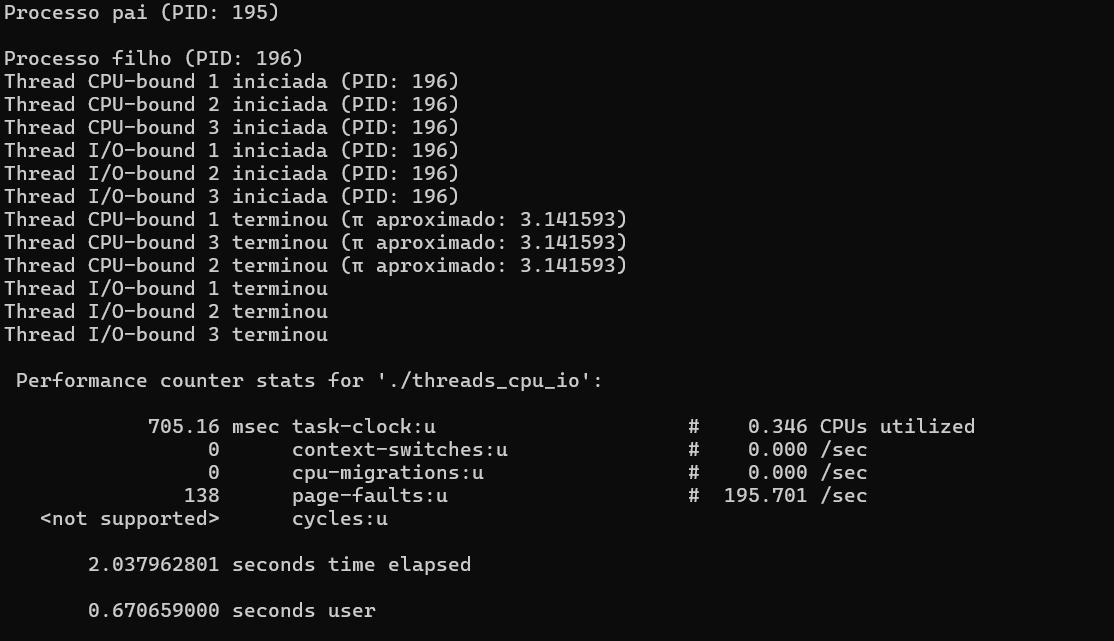 Processo pai (PID: 195)
Processo filho (PID: 196)
Thread CPU-bound 1 iniciada (PID: 196)
Thread CPU-bound 2 iniciada (PID: 196)
Thread CPU-bound 3 iniciada (PID: 196)
Thread I/O-bound 1 iniciada (PID: 196)
Thread I/O-bound 2 iniciada (PID: 196)
Thread I/O-bound 3 iniciada (PID: 196)
Thread CPU-bound 1 terminou (π aproximado: 3.141593)
Thread CPU-bound 3 terminou (π aproximado: 3.141593)
Thread CPU-bound 2 terminou (π aproximado: 3.141593)
Thread I/O-bound 1 terminou
Thread I/O-bound 2 terminou
Thread I/O-bound 3 terminou
Performance counter stats for './threads_cpu_io':
705.16 msec task-clock:u # 0.346 CPUs utilized
0 context-switches:u # 0.000 /sec
0 cpu-migrations:u # 0.000 /sec
138 page-faults:u # 195.701 /sec
<not supported> cycles:u
2.037962801 seconds time elapsed
0.670659000 seconds user